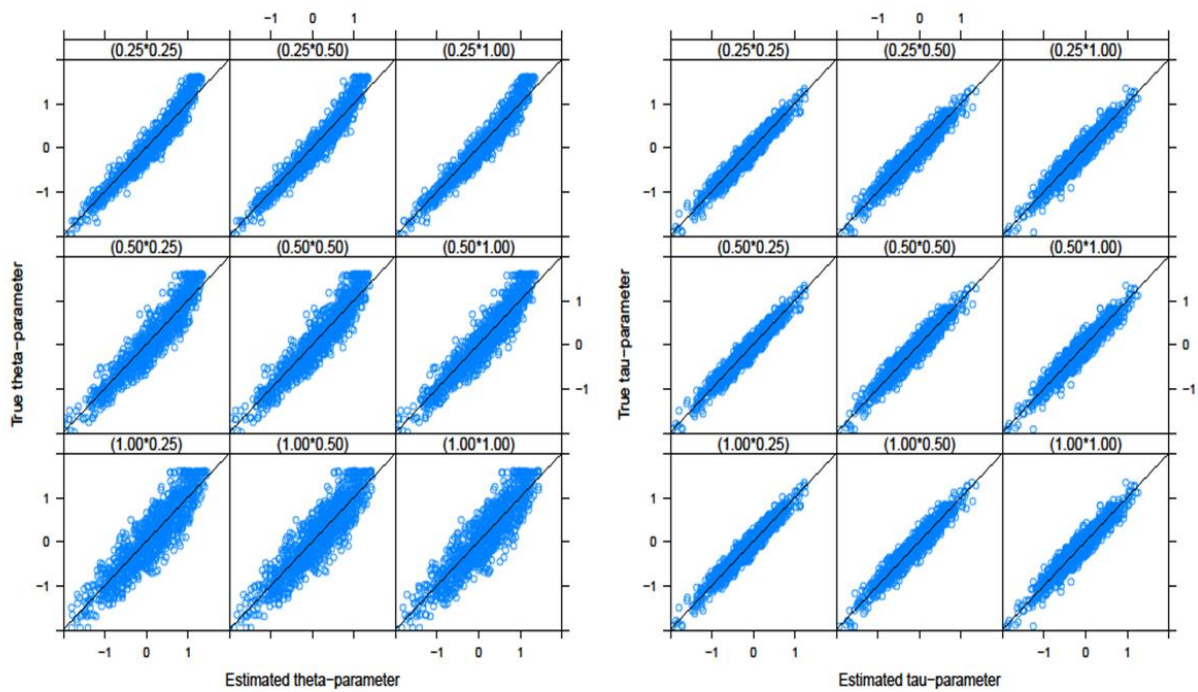 −1 0 1
(0.25*0.25) (0.25*0.50) (0.25*1.00)
1
0
−1
(0.50*0.25) (0.50*0.50) (0.50*1.00)
1
0
−1
(1.00*0.25) (1.00*0.50) (1.00*1.00)
1
0
−1
−1 0 1 −1 0 1
True theta−parameter
Estimated theta−parameter
−1 0 1
(0.25*0.25) (0.25*0.50) (0.25*1.00)
1
0
−1
(0.50*0.25) (0.50*0.50) (0.50*1.00)
1
0
−1
(1.00*0.25) (1.00*0.50) (1.00*1.00)
1
0
−1
−1 0 1 −1 0 1
True tau−parameter
Estimated tau−parameter